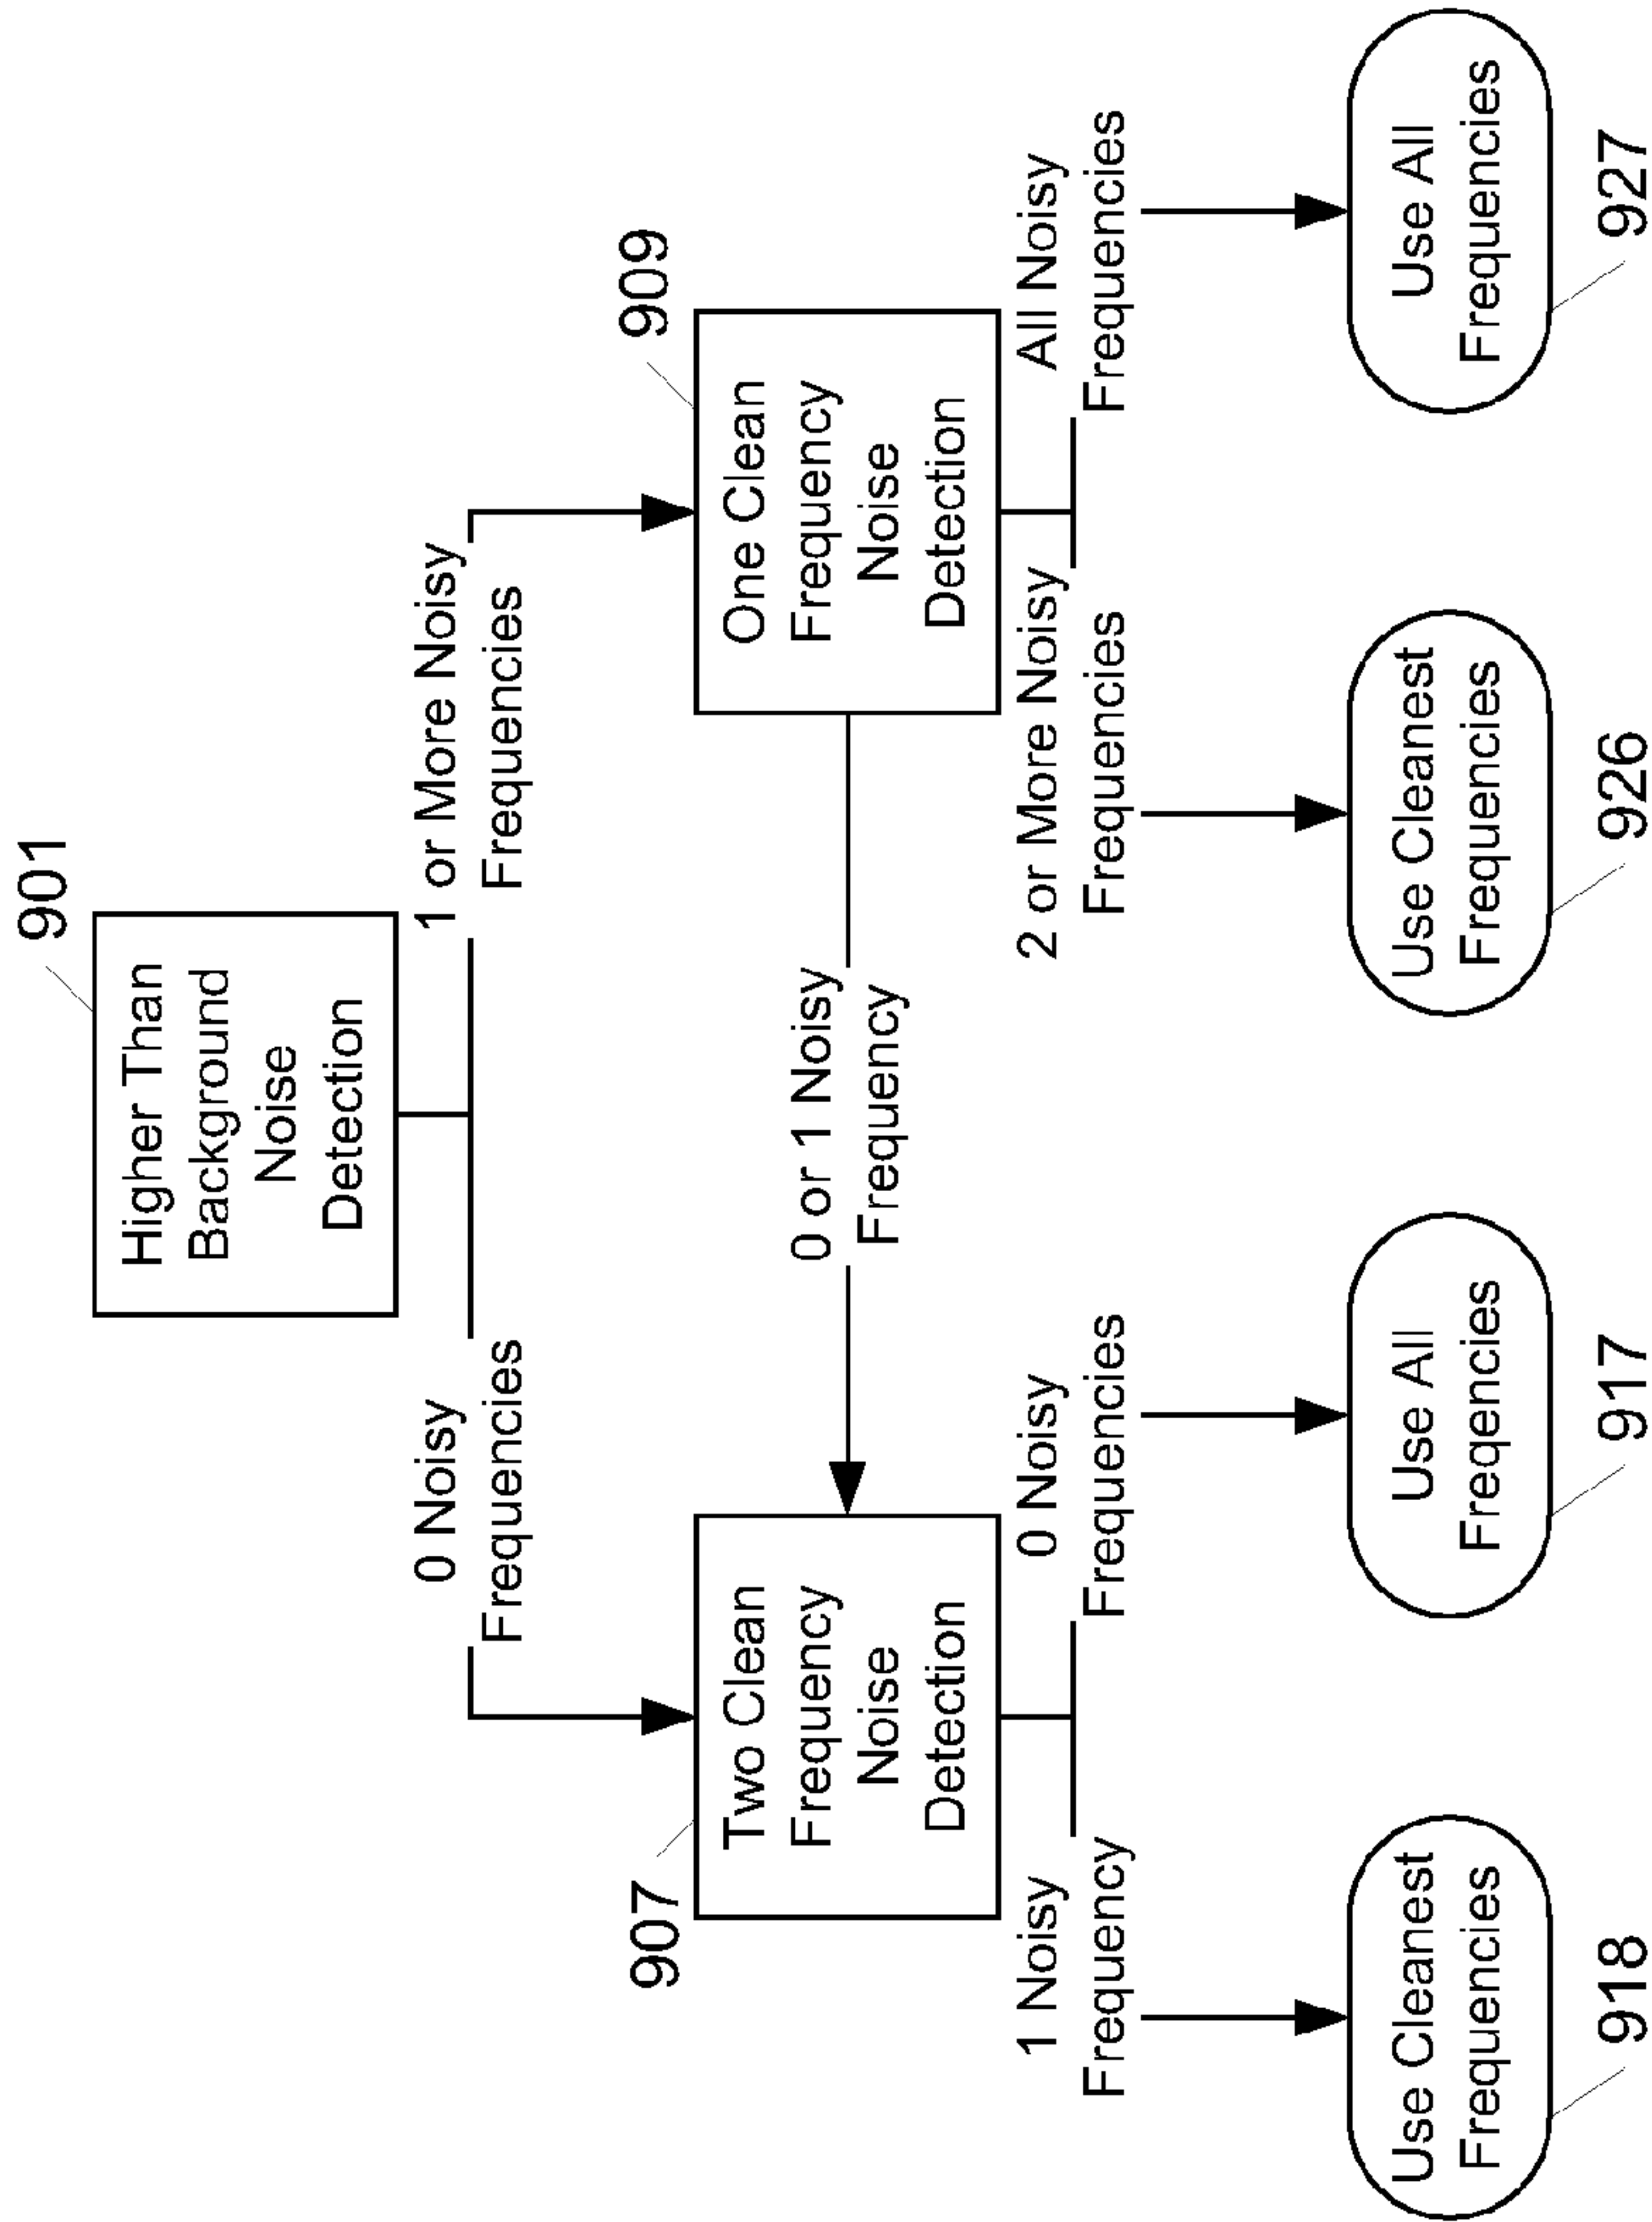 901
Higher Than
Background
Noise
Detection
0 Noisy
Frequencies
1 or More Noisy
Frequencies
907
Two Clean
Frequency
Noise
Detection
0 or 1 Noisy
Frequency
909
One Clean
Frequency
Noise
Detection
1 Noisy
Frequency
0 Noisy
Frequencies
2 or More Noisy
Frequencies
All Noisy
Frequencies
Use Cleanest
Frequencies
918
Use All
Freqencies
917
Use Cleanest
Frequencies
926
Use All
Frequencies
927